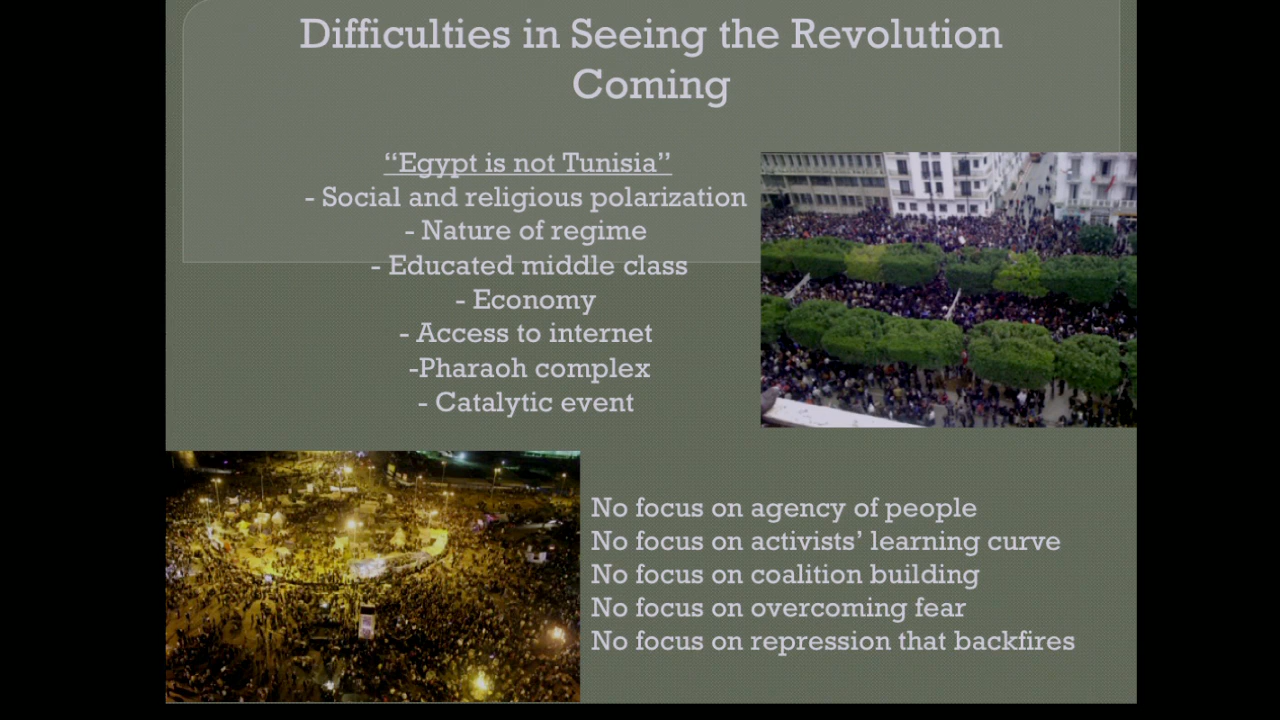 Difficulties in Seeing the Revolution
Coming
“Egypt is not Tunisia”
- Social and religious polarization
- Nature of regime
- Educated middle class
- Economy
- Access to internet
-Pharaoh complex
- Catalytic event
No focus on agency of people
No focus on activists’ learning curve
No focus on coalition building
No focus on overcoming fear
No focus on repression that backfires